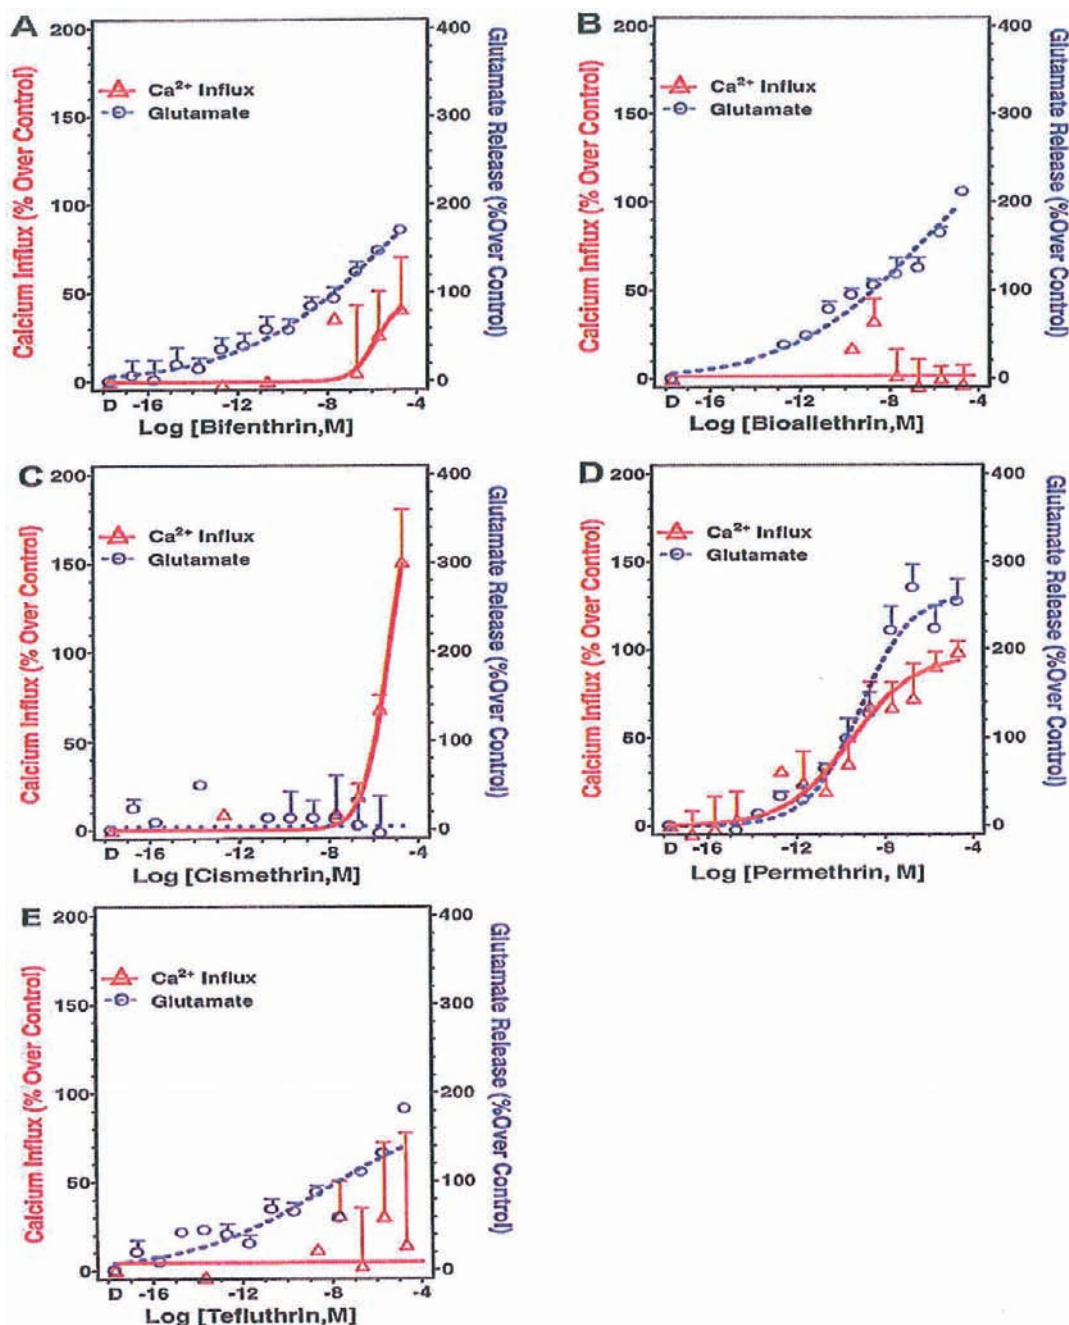 A
Calcium Influx (% Over Control)
200
150
100
50
0
Ca²⁺ Influx
Glutamate
400
300
200
100
0
Glutamate Release (%Over Control)
D -16 -12 -8 -4
Log [Bifenthrin,M]
B
Calcium Influx (% Over Control)
200
150
100
50
0
Ca²⁺ Influx
Glutamate
400
300
200
100
0
Glutamate Release (%Over Control)
D -16 -12 -8 -4
Log [Bioallethrin,M]
C
Calcium Influx (% Over Control)
200
150
100
50
0
Ca²⁺ Influx
Glutamate
400
300
200
100
0
Glutamate Release (%Over Control)
D -16 -12 -8 -4
Log [Cismethrin,M]
D
Calcium Influx (% Over Control)
200
150
100
50
0
Ca²⁺ Influx
Glutamate
400
300
200
100
0
Glutamate Release (%Over Control)
D -16 -12 -8 -4
Log [Permethrin, M]
E
Calcium Influx (% Over Control)
200
150
100
50
0
Ca²⁺ Influx
Glutamate
400
300
200
100
0
Glutamate Release (%Over Control)
D -16 -12 -8 -4
Log [Tefluthrin,M]